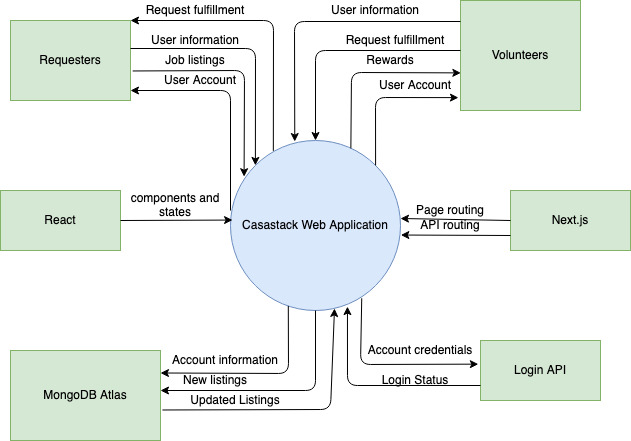 Request fulfillment
User information
User information
Request fulfillment
Requesters
Job listings
Rewards
Volunteers
User Account
User Account
components and
states
React
Casastack Web Application
Page routing
API routing
Next.js
Account information
Account credentials
New listings
Login Status
Login API
MongoDB Atlas
Updated Listings